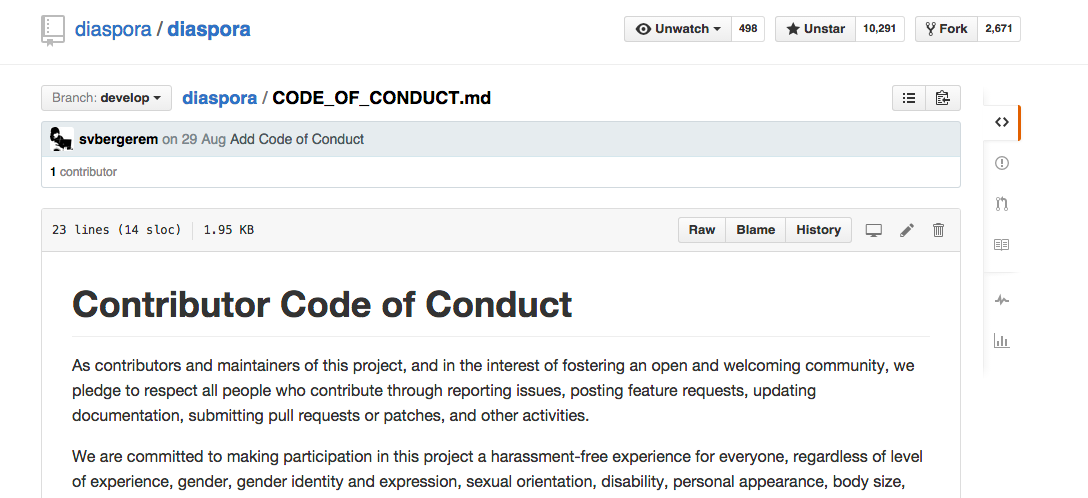 diaspora / diaspora
Unwatch 498 Unstar 10,291 Fork 2,671
Branch: develop diaspora / CODE_OF_CONDUCT.md
svbergerem on 29 Aug Add Code of Conduct
1 contributor
23 lines (14 sloc) 1.95 KB Raw Blame History
Contributor Code of Conduct
As contributors and maintainers of this project, and in the interest of fostering an open and welcoming community, we
pledge to respect all people who contribute through reporting issues, posting feature requests, updating
documentation, submitting pull requests or patches, and other activities.
We are committed to making participation in this project a harassment-free experience for everyone, regardless of level
of experience, gender, gender identity and expression, sexual orientation, disability, personal appearance, body size,